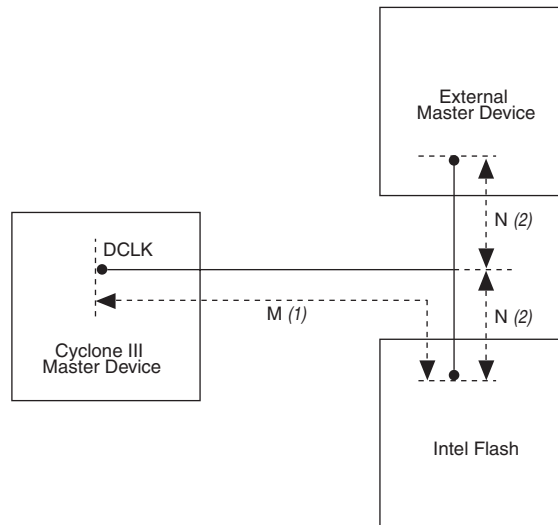 External
Master Device
N (2)
DCLK
M (1)
N (2)
Cyclone III
Master Device
Intel Flash